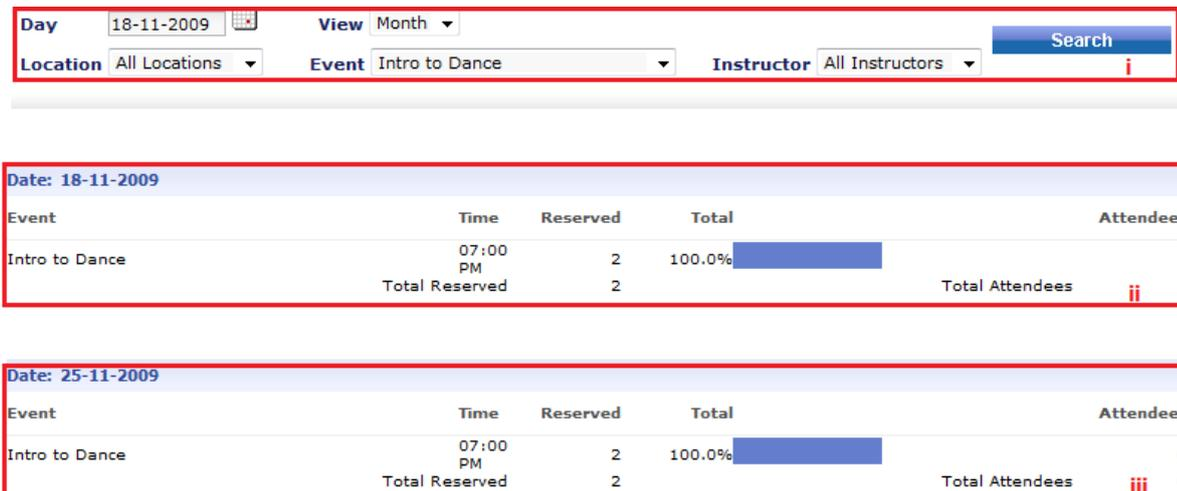 Day 18-11-2009 View Month
Search
Location All Locations Event Intro to Dance Instructor All Instructors
i
Date: 18-11-2009
Event Time Reserved Total Attendee
Intro to Dance 07:00 PM 2 100.0%
Total Reserved 2 Total Attendees
ii
Date: 25-11-2009
Event Time Reserved Total Attendee
Intro to Dance 07:00 PM 2 100.0%
Total Reserved 2 Total Attendees
iii